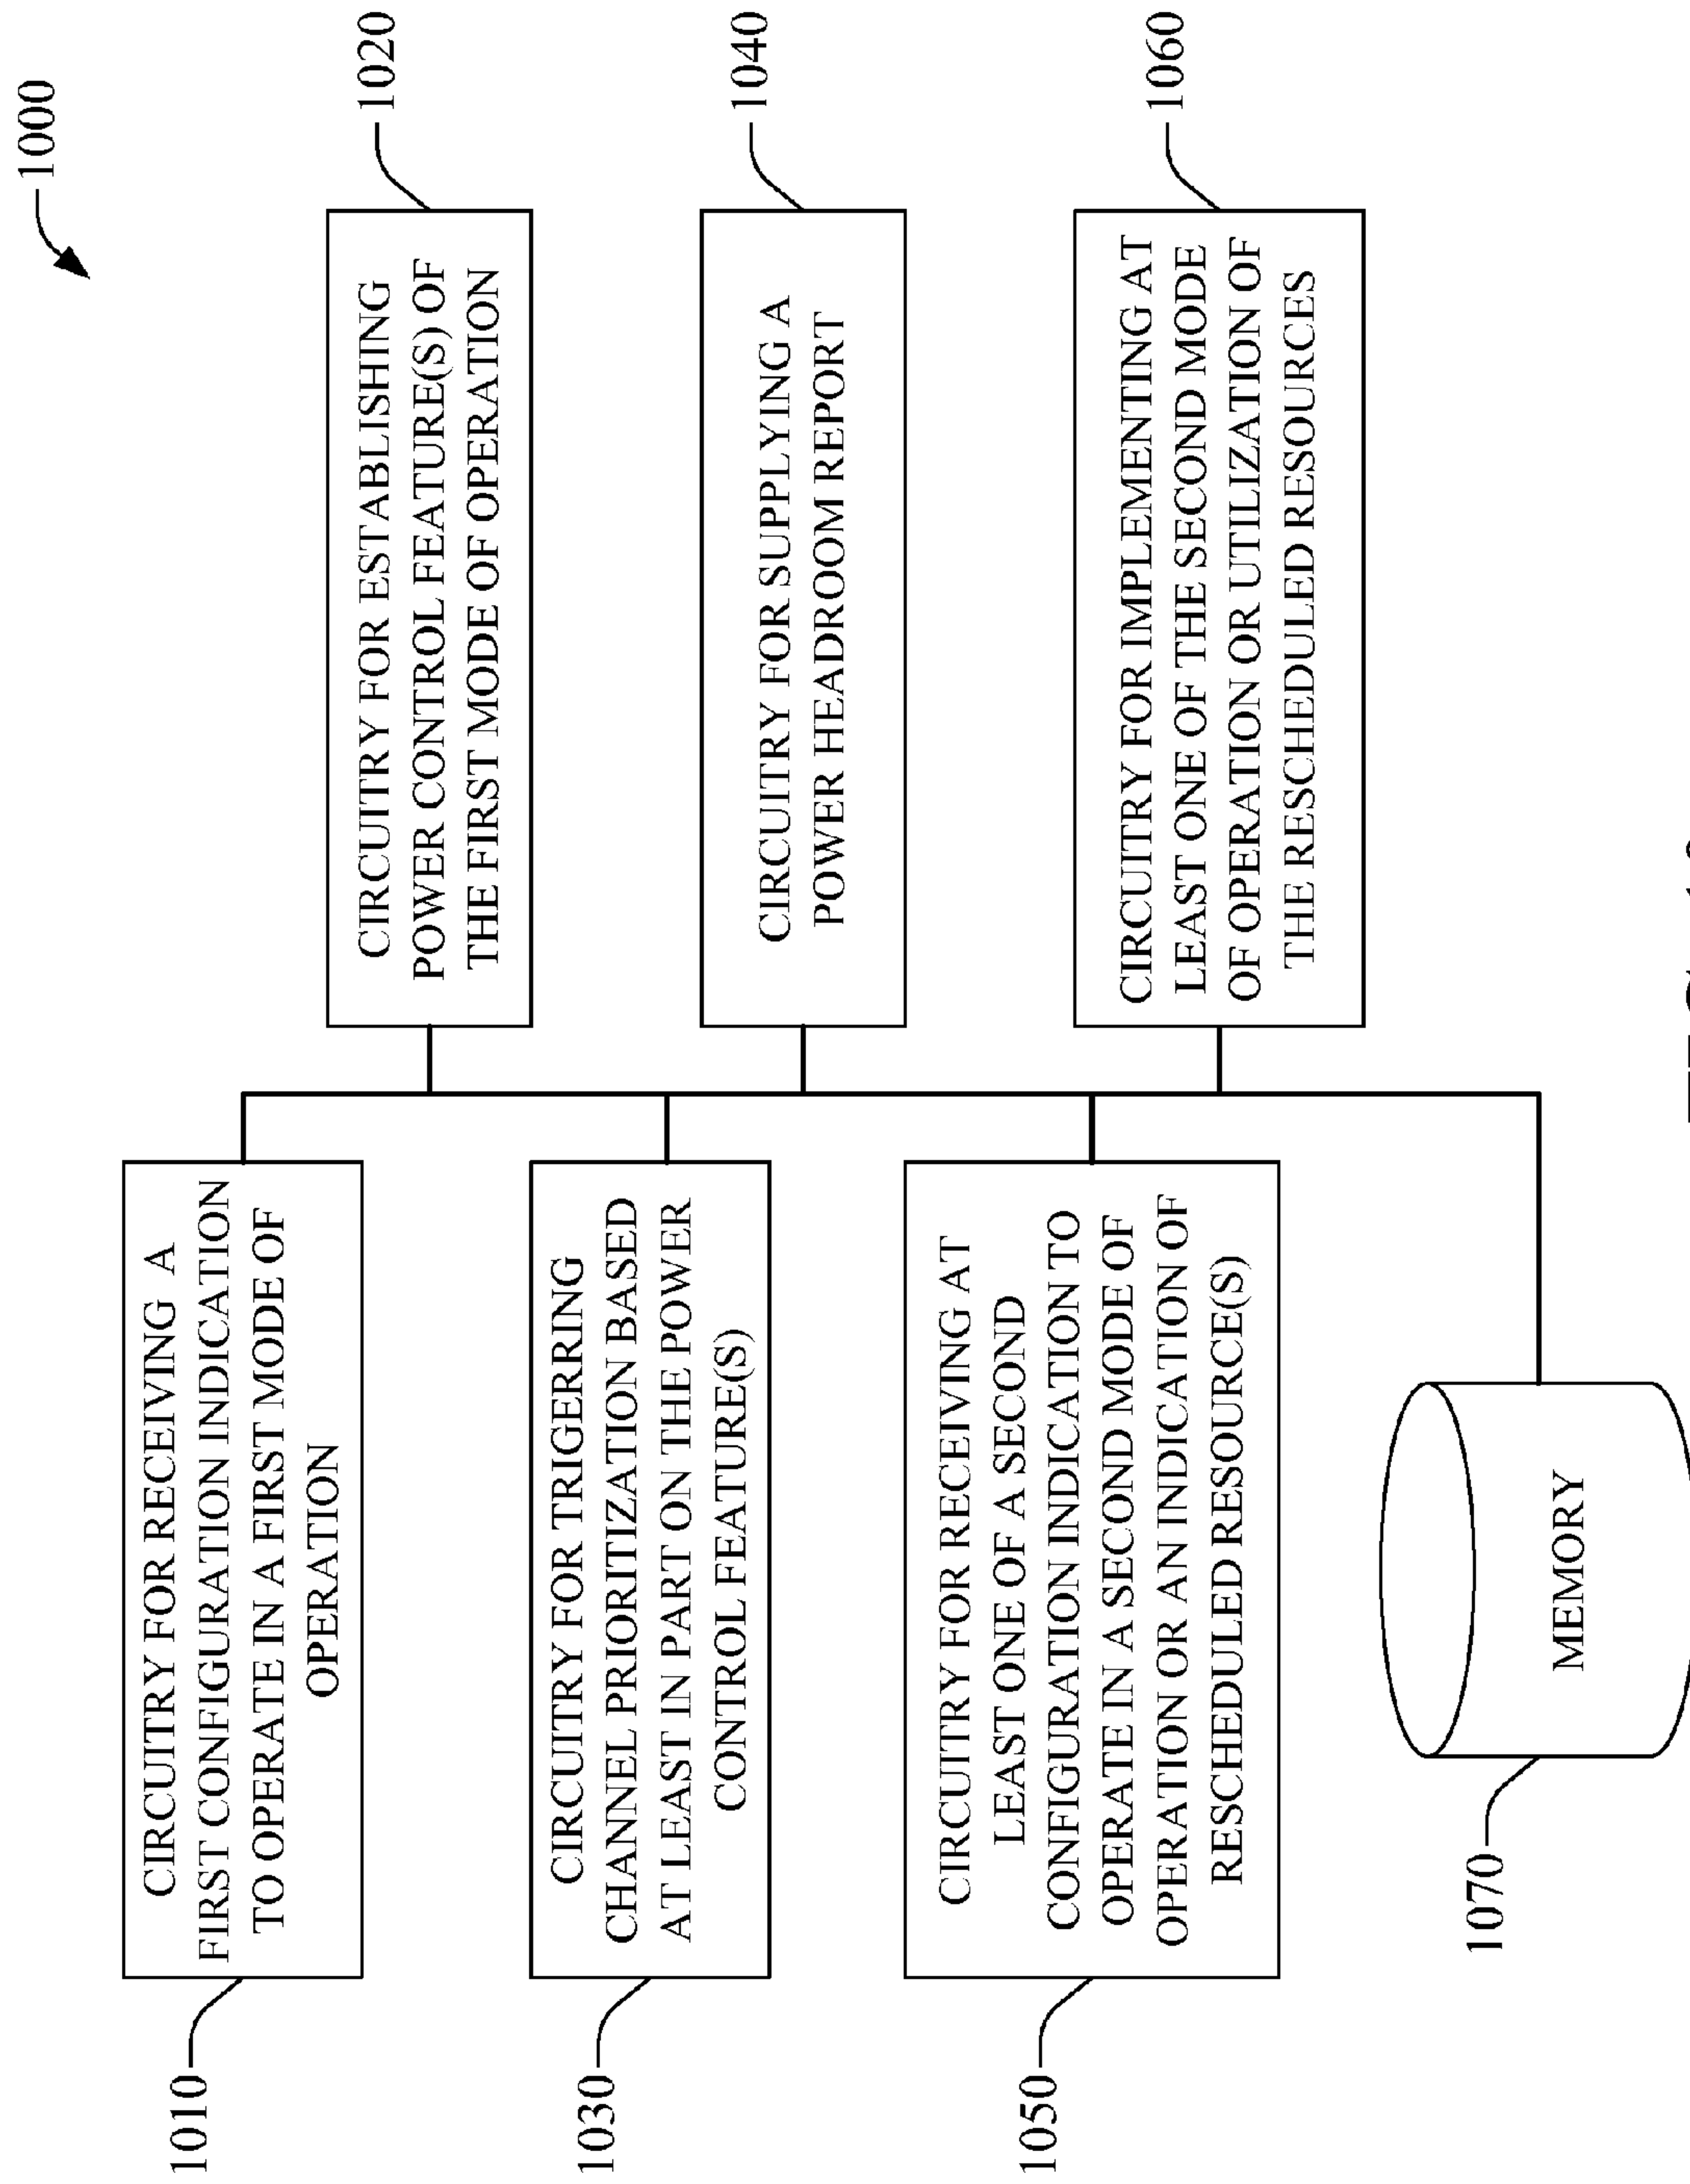 1000
1010
CIRCUITRY FOR RECEIVING A
FIRST CONFIGURATION INDICATION
TO OPERATE IN A FIRST MODE OF
OPERATION
1020
CIRCUITRY FOR ESTABLISHING
POWER CONTROL FEATURE(S) OF
THE FIRST MODE OF OPERATION
1030
CIRCUITRY FOR TRIGERRING
CHANNEL PRIORITIZATION BASED
AT LEAST IN PART ON THE POWER
CONTROL FEATURE(S)
1040
CIRCUITRY FOR SUPPLYING A
POWER HEADROOM REPORT
1050
CIRCUITRY FOR RECEIVING AT
LEAST ONE OF A SECOND
CONFIGURATION INDICATION TO
OPERATE IN A SECOND MODE OF
OPERATION OR AN INDICATION OF
RESCHEDULED RESOURCE(S)
1060
CIRCUITRY FOR IMPLEMENTING AT
LEAST ONE OF THE SECOND MODE
OF OPERATION OR UTILIZATION OF
THE RESCHEDULED RESOURCES
1070
MEMORY